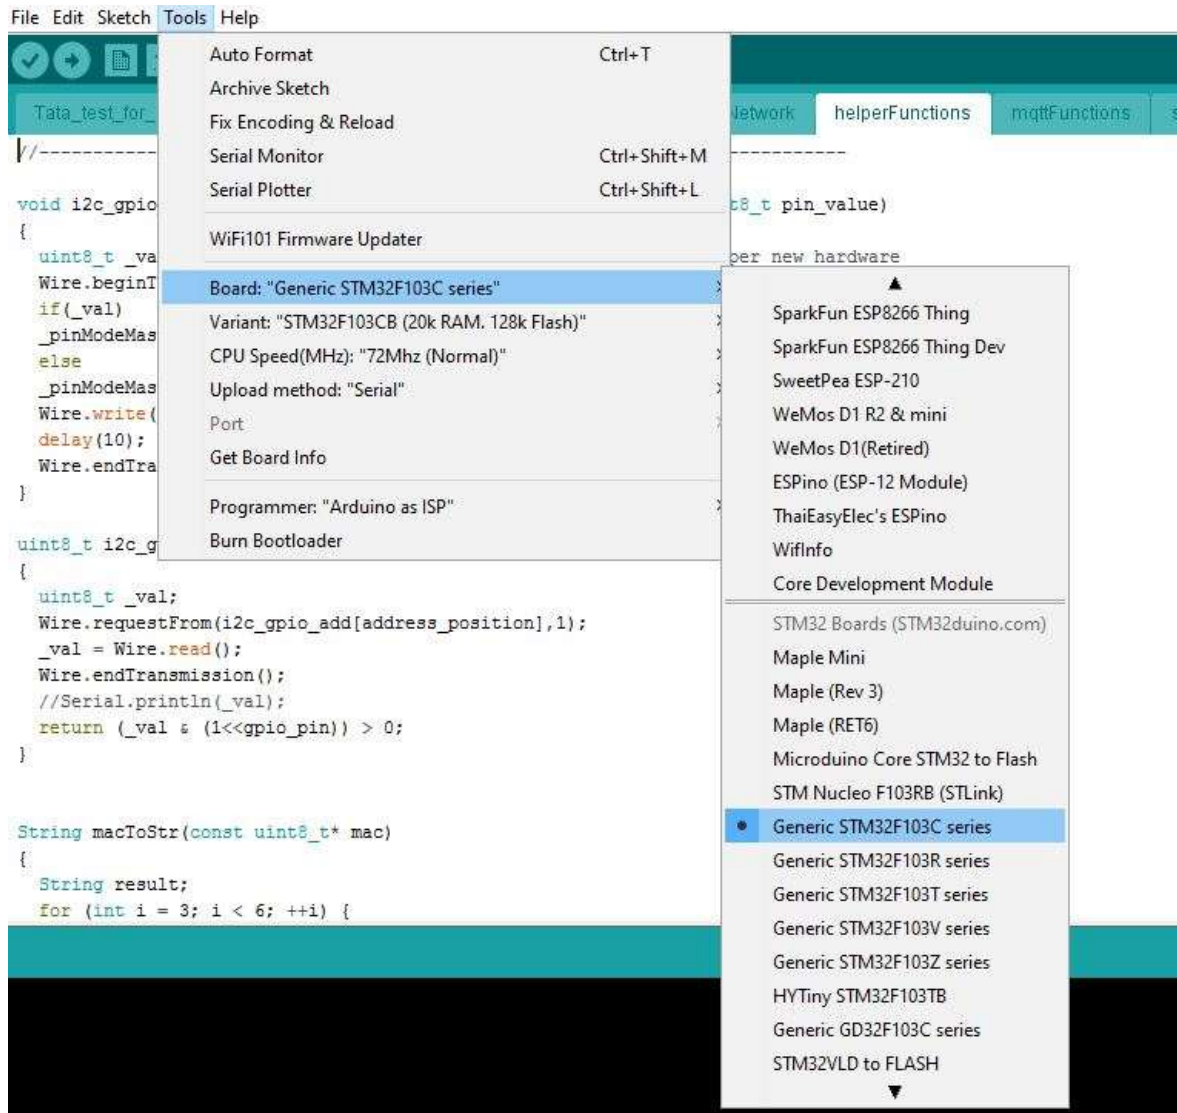 File Edit Sketch Tools Help
Tata_test_for_
Network helperFunctions mqttFunctions
Auto Format Ctrl+T
Archive Sketch
Fix Encoding & Reload
Serial Monitor Ctrl+Shift+M
Serial Plotter Ctrl+Shift+L
WiFi101 Firmware Updater
Board: "Generic STM32F103C series"
Variant: "STM32F103CB (20k RAM. 128k Flash)"
CPU Speed(MHz): "72Mhz (Normal)"
Upload method: "Serial"
Port
Get Board Info
Programmer: "Arduino as ISP"
Burn Bootloader
SparkFun ESP8266 Thing
SparkFun ESP8266 Thing Dev
SweetPea ESP-210
WeMos D1 R2 & mini
WeMos D1(Retired)
ESPino (ESP-12 Module)
ThaiEasyElec's ESPino
WifInfo
Core Development Module
STM32 Boards (STM32duino.com)
Maple Mini
Maple (Rev 3)
Maple (RET6)
Microduino Core STM32 to Flash
STM Nucleo F103RB (STLink)
Generic STM32F103C series
Generic STM32F103R series
Generic STM32F103T series
Generic STM32F103V series
Generic STM32F103Z series
HYTiny STM32F103TB
Generic GD32F103C series
STM32VLD to FLASH
//----------- -----------
void i2c_gpio t8_t pin_value)
{
uint8_t _va per new hardware
Wire.beginT
if(_val)
_pinModeMas
else
_pinModeMas
Wire.write(
delay(10);
Wire.endTra
}
uint8_t i2c_g
{
uint8_t _val;
Wire.requestFrom(i2c_gpio_add[address_position],1);
_val = Wire.read();
Wire.endTransmission();
//Serial.println(_val);
return (_val & (1<<gpio_pin)) > 0;
}
String macToStr(const uint8_t* mac)
{
String result;
for (int i = 3; i < 6; ++i) {